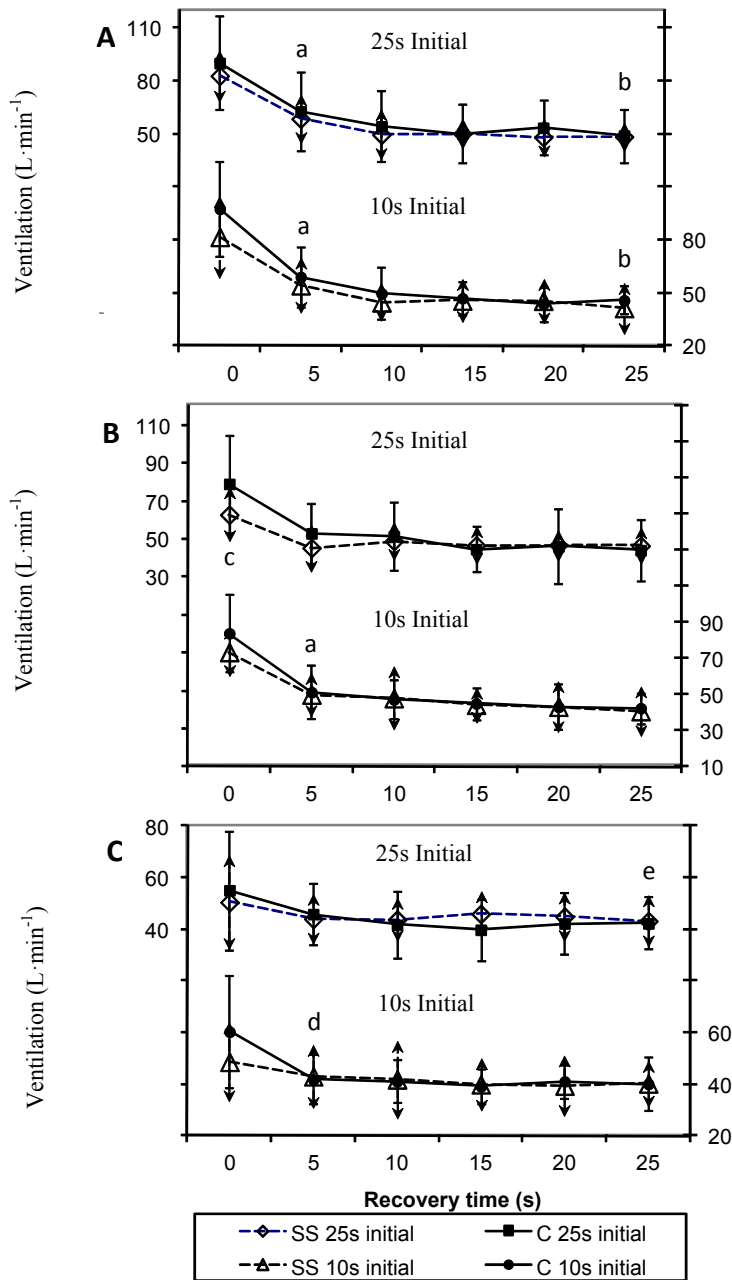 A
Ventilation (L·min-1)
110
80
50
25s Initial
a
b
10s Initial
a
b
80
50
20
0 5 10 15 20 25
B
Ventilation (L·min-1)
110
90
70
50
30
25s Initial
c
10s Initial
a
90
70
50
30
10
0 5 10 15 20 25
C
Ventilation (L·min-1)
80
60
40
25s Initial
e
10s Initial
d
60
40
20
0 5 10 15 20 25
Recovery time (s)
SS 25s initial C 25s initial
SS 10s initial C 10s initial